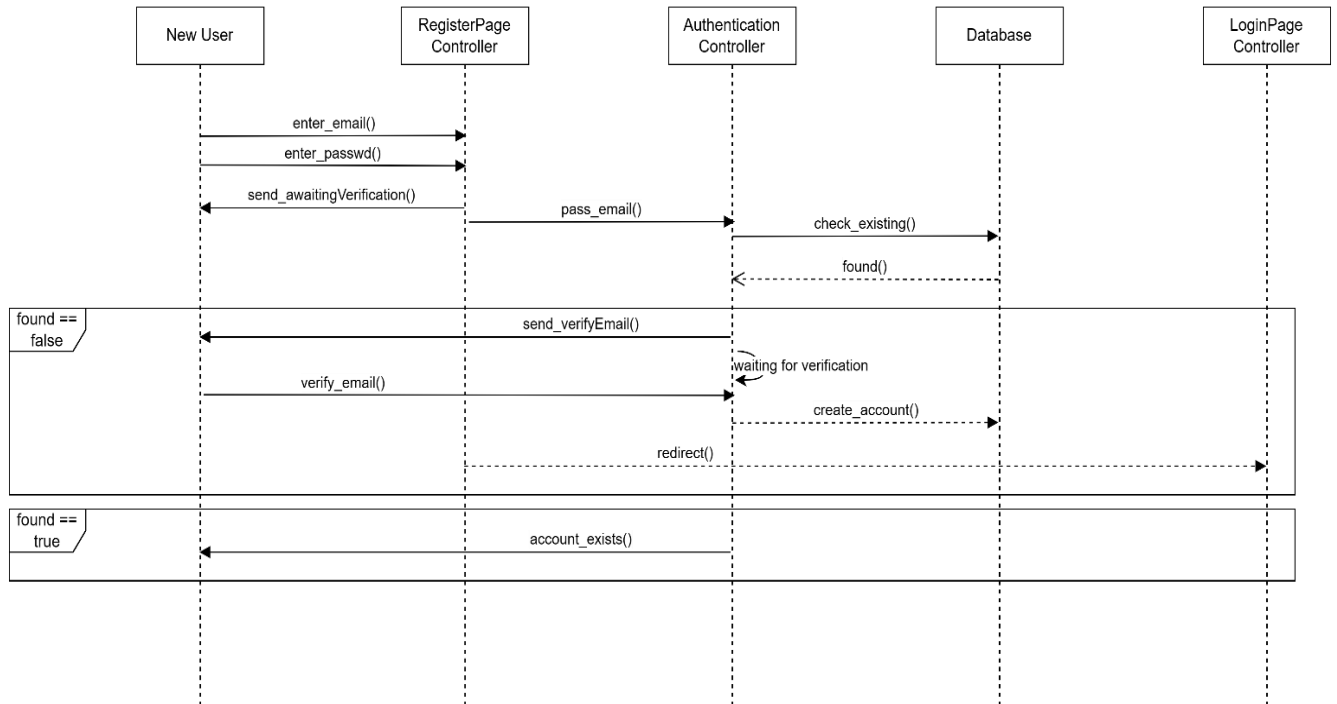 New User
RegisterPage
Controller
Authentication
Controller
Database
LoginPage
Controller
enter_email()
enter_passwd()
send_awaitingVerification()
pass_email()
check_existing()
found()
found ==
false
send_verifyEmail()
waiting for verification
verify_email()
create_account()
redirect()
found ==
true
account_exists()